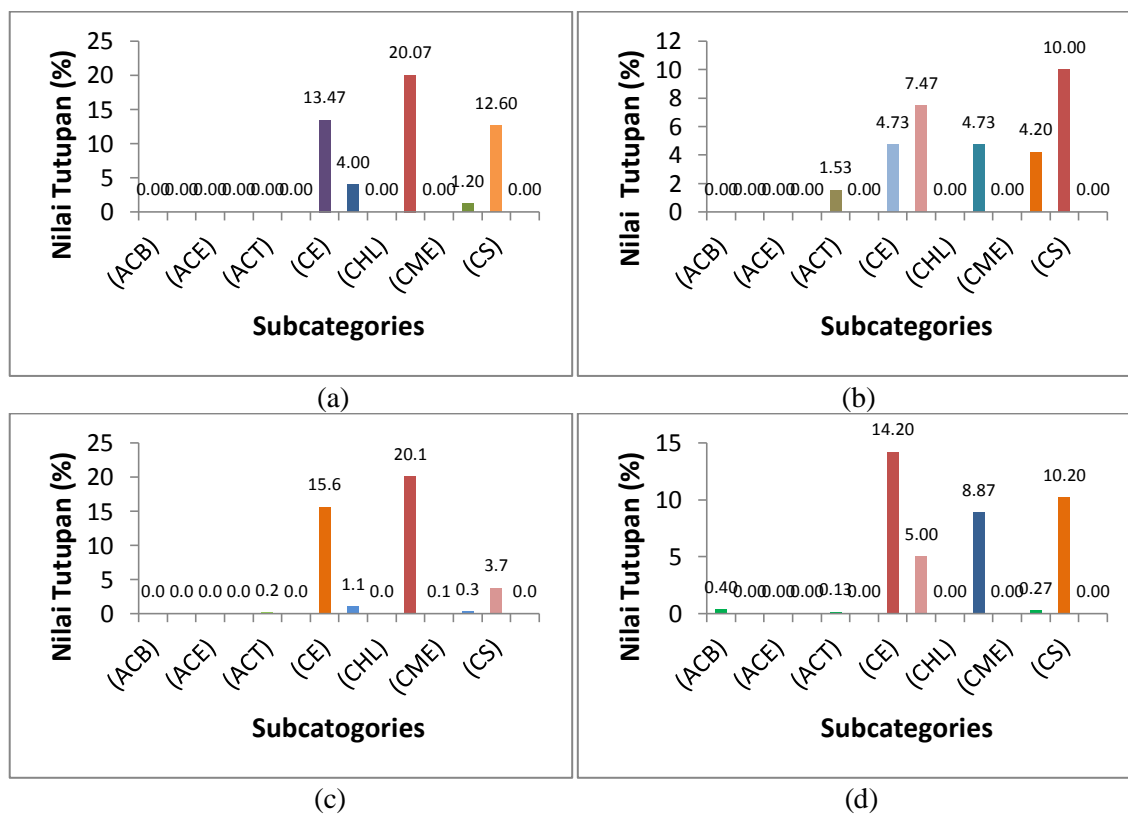 Nilai Tutupan (%)
25
20
15
10
5
0
0.00 0.00 0.00 0.00 0.00 0.00 13.47 4.00 0.00 20.07 0.00 1.20 12.60 0.00
(ACB) (ACE) (ACT) (CE) (CHL) (CME) (CS)
Subcategories
(a)
Nilai Tutupan (%)
12
10
8
6
4
2
0
0.00 0.00 0.00 0.00 1.53 0.00 4.73 7.47 0.00 4.73 0.00 4.20 10.00 0.00
(ACB) (ACE) (ACT) (CE) (CHL) (CME) (CS)
Subcategories
(b)
Nilai Tutupan (%)
25
20
15
10
5
0
0.0 0.0 0.0 0.0 0.2 0.0 15.6 1.1 0.0 20.1 0.1 0.3 3.7 0.0
(ACB) (ACE) (ACT) (CE) (CHL) (CME) (CS)
Subcatogories
(c)
Nilai Tutupan (%)
15
10
5
0
0.40 0.00 0.00 0.00 0.13 0.00 14.20 5.00 0.00 8.87 0.00 0.27 10.20 0.00
(ACB) (ACE) (ACT) (CE) (CHL) (CME) (CS)
Subcategories
(d)